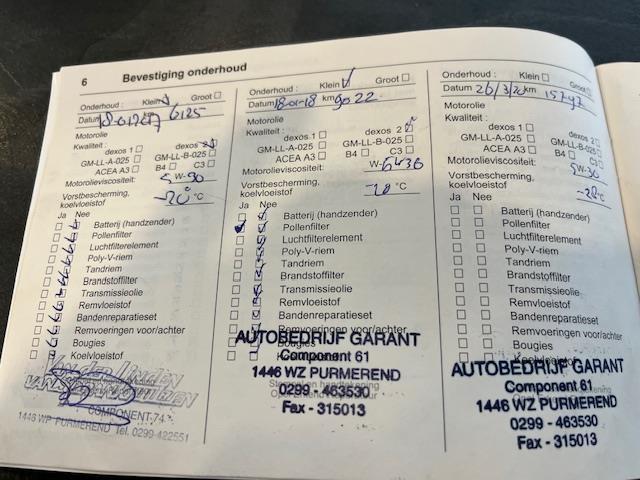 6 Bevestiging onderhoud
Onderhoud : Klein Groot
Datum 18-01-2017 6125
Motorolie
Kwaliteit : dexos 1 dexos 2
GM-LL-A-025 GM-LL-B-025
ACEA A3 B4 C3
Motorolieviscositeit: 5 W-30
Vorstbescherming,
koelvloeistof -20° °C
Ja Nee
Batterij (handzender)
Pollenfilter
Luchtfilterelement
Poly-V-riem
Tandriem
Brandstoffilter
Transmissieolie
Remvloeistof
Bandenreparatieset
Remvoeringen voor/achter
Bougies
Koelvloeistof
COMPONENT 74
1446 WP PURMEREND Tel. 0299-422551
Onderhoud : Klein Groot
Datum 18-01-18 km 9022
Motorolie
Kwaliteit : dexos 1 dexos 2
GM-LL-A-025 GM-LL-B-025
ACEA A3 B4 C3
Motorolieviscositeit:
Vorstbescherming,
koelvloeistof °C
Ja Nee
Batterij (handzender)
Pollenfilter
Luchtfilterelement
Poly-V-riem
Tandriem
Brandstoffilter
Transmissieolie
Remvloeistof
Bandenreparatieset
Remvoeringen voor/achter
Bougies
AUTOBEDRIJF GARANT
Component 61
1446 WZ PURMEREND
0299 - 463530
Fax - 315013
Onderhoud : Klein Groot
Datum 26/3/20 km 15797
Motorolie
Kwaliteit : dexos 1 dexos 2
GM-LL-A-025 GM-LL-B-025
ACEA A3 B4 C3
Motorolieviscositeit: 5W-30
Vorstbescherming,
koelvloeistof -28 °C
Ja Nee
Batterij (handzender)
Pollenfilter
Luchtfilterelement
Poly-V-riem
Tandriem
Brandstoffilter
Transmissieolie
Remvloeistof
Bandenreparatieset
Remvoeringen voor/achter
Bougies
Koelvloeistof
AUTOBEDRIJF GARANT
Component 61
1446 WZ PURMEREND
0299 - 463530
Fax - 315013